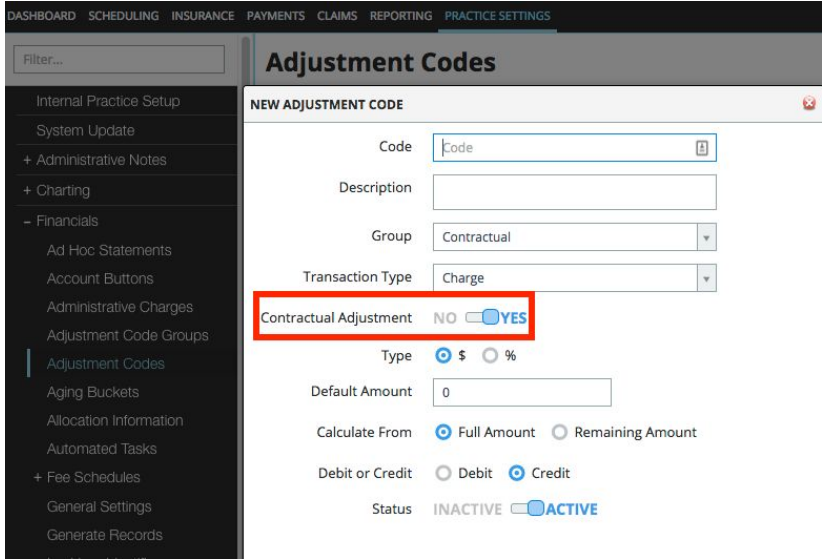 DASHBOARD SCHEDULING INSURANCE PAYMENTS CLAIMS REPORTING PRACTICE SETTINGS
Filter...
Internal Practice Setup
System Update
+ Administrative Notes
+ Charting
– Financials
Ad Hoc Statements
Account Buttons
Administrative Charges
Adjustment Code Groups
Adjustment Codes
Aging Buckets
Allocation Information
Automated Tasks
+ Fee Schedules
General Settings
Generate Records
Adjustment Codes
NEW ADJUSTMENT CODE
Code Code
Description
Group Contractual
Transaction Type Charge
Contractual Adjustment NO YES
Type $ %
Default Amount 0
Calculate From Full Amount Remaining Amount
Debit or Credit Debit Credit
Status INACTIVE ACTIVE